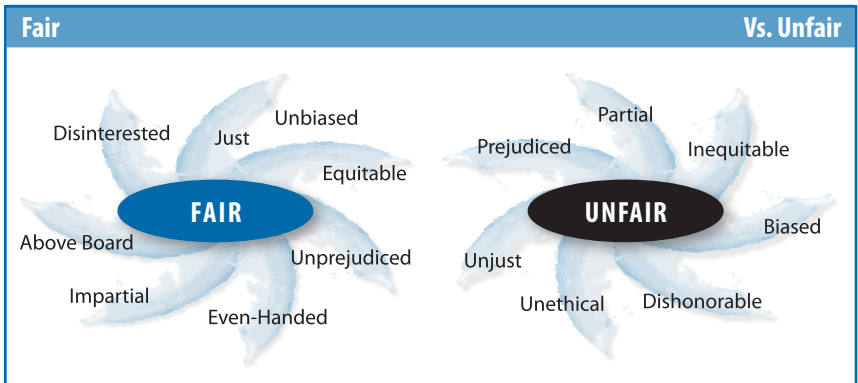 Fair
Vs. Unfair
Unbiased
Disinterested
Just
Equitable
FAIR
Above Board
Unprejudiced
Impartial
Even-Handed
Partial
Prejudiced
Inequitable
UNFAIR
Biased
Unjust
Unethical
Dishonorable